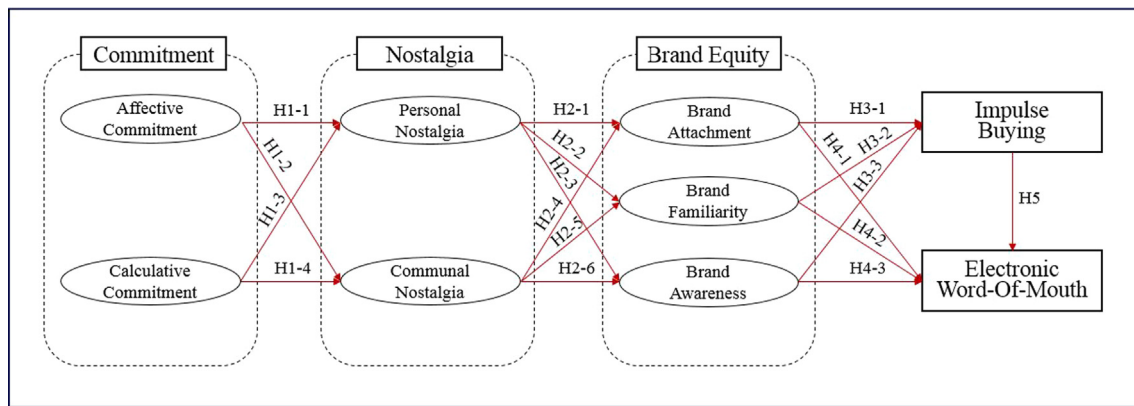 Commitment
Nostalgia
Brand Equity
Affective
Commitment
H1-1
Personal
Nostalgia
H2-1
Brand
Attachment
H3-1
Impulse
Buying
H1-2
H1-3
H2-2
H2-3
H2-4
H2-5
Brand
Familiarity
H3-2
H4-1
H3-3
H4-2
H5
Calculative
Commitment
H1-4
Communal
Nostalgia
H2-6
Brand
Awareness
H4-3
Electronic
Word-Of-Mouth